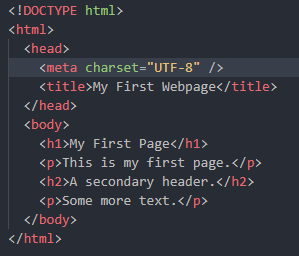 <!DOCTYPE html>
<html>
  <head>
    <meta charset="UTF-8" />
    <title>My First Webpage</title>
  </head>
  <body>
    <h1>My First Page</h1>
    <p>This is my first page.</p>
    <h2>A secondary header.</h2>
    <p>Some more text.</p>
  </body>
</html>